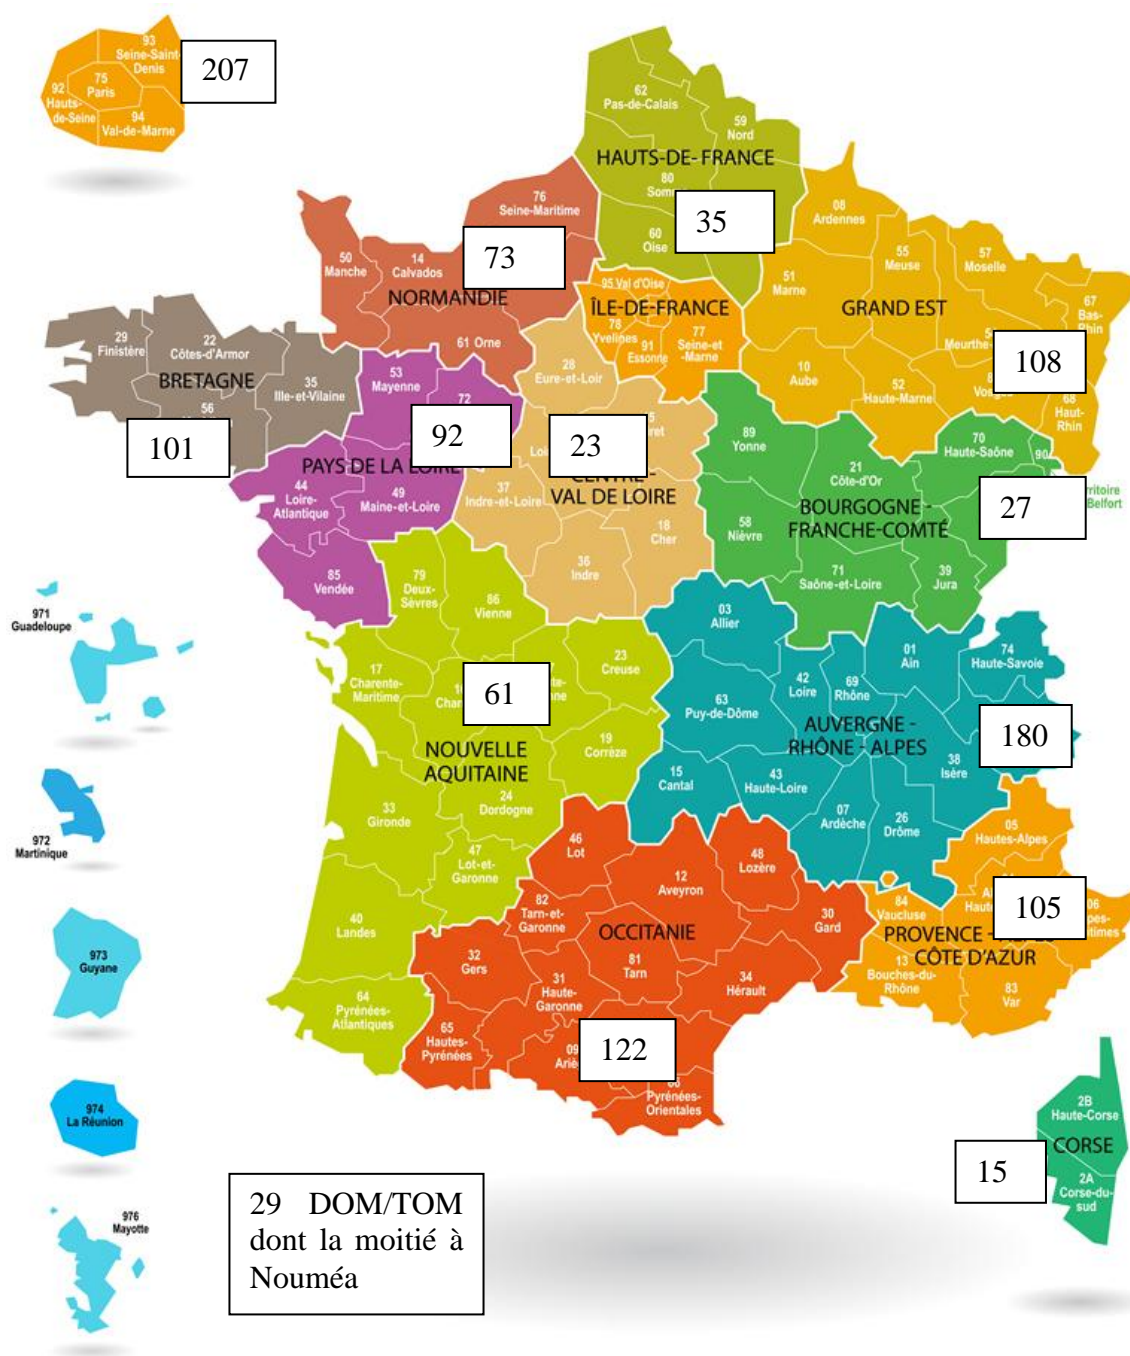 93
Seine-Saint-
Denis
75
Paris
92
Hauts-
de-Seine
94
Val-de-Marne
207
62
Pas-de-Calais
59
Nord
HAUTS-DE-FRANCE
80
60
Oise
35
76
Seine-Maritime
50
Manche
14
Calvados
73
NORMANDIE
61 Orne
08
Ardennes
55
Meuse
57
Moselle
51
Marne
67
Bas-
Rhin
GRAND EST
10
Aube
52
Haute-Marne
68
Haut-
Rhin
108
95 Val d'Oise
ÎLE-DE-FRANCE
78
Yvelines
91
Essonne
77
Seine-et
-Marne
29
Finistère
22
Côtes-d'Armor
BRETAGNE
35
Ille-et-Vilaine
56
101
53
Mayenne
72
92
PAYS DE LA LOIRE
44
Loire-
Atlantique
49
Maine-et-Loire
85
Vendée
28
Eure-et-Loir
23
CENTRE-
VAL DE LOIRE
37
Indre-et-Loire
18
Cher
36
Indre
89
Yonne
21
Côte-d'Or
70
Haute-Saône
90
27
BOURGOGNE -
FRANCHE-COMTÉ
58
Nièvre
71
Saône-et-Loire
39
Jura
79
Deux-
Sèvres
86
Vienne
17
Charente-
Maritime
23
Creuse
61
19
Corrèze
NOUVELLE
AQUITAINE
24
Dordogne
33
Gironde
47
Lot-et-
Garonne
40
Landes
64
Pyrénées-
Atlantiques
03
Allier
01
Ain
74
Haute-Savoie
42
Loire
69
Rhône
63
Puy-de-Dôme
AUVERGNE -
RHÔNE - ALPES
180
38
Isère
15
Cantal
43
Haute-Loire
07
Ardèche
26
Drôme
46
Lot
48
Lozère
12
Aveyron
82
Tarn-et-
Garonne
OCCITANIE
30
Gard
32
Gers
81
Tarn
31
Haute-
Garonne
34
Hérault
65
Hautes-
Pyrénées
09
122
Pyrénées-
Orientales
05
Hautes-Alpes
84
Vaucluse
105
06
PROVENCE -
CÔTE D'AZUR
13
Bouches-du-
Rhône
83
Var
2B
Haute-Corse
CORSE
2A
Corse-du-
sud
15
971
Guadeloupe
972
Martinique
973
Guyane
974
La Réunion
976
Mayotte
29 DOM/TOM
dont la moitié à
Nouméa